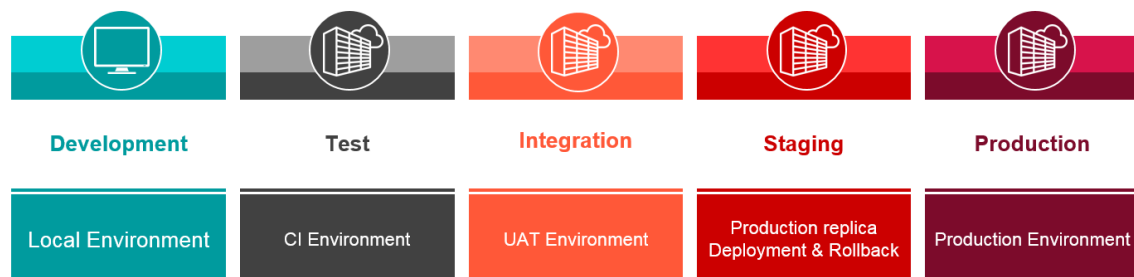 Development
Test
Integration
Staging
Production
Local Environment
CI Environment
UAT Environment
Production replica
Deployment & Rollback
Production Environment